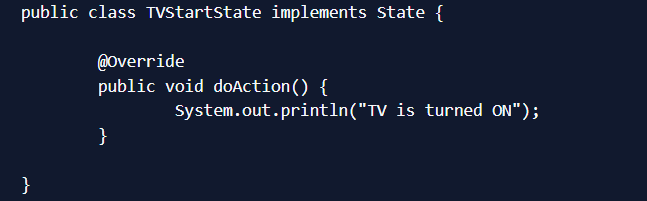 public class TVStartState implements State {
@Override
public void doAction() {
System.out.println("TV is turned ON");
}
}